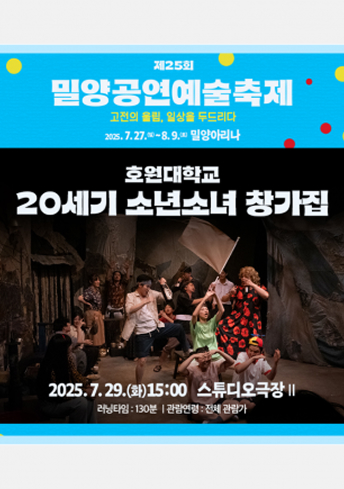 제25회
밀양공연예술축제
고전의 울림, 일상을 두드리다
2025. 7. 27.(일) ~ 8. 9.(토) 밀양아리나
호원대학교
20세기 소년소녀 창가집
2025. 7. 29.(화) 15:00 스튜디오극장 II
러닝타임 : 130분 | 관람연령 : 전체 관람가